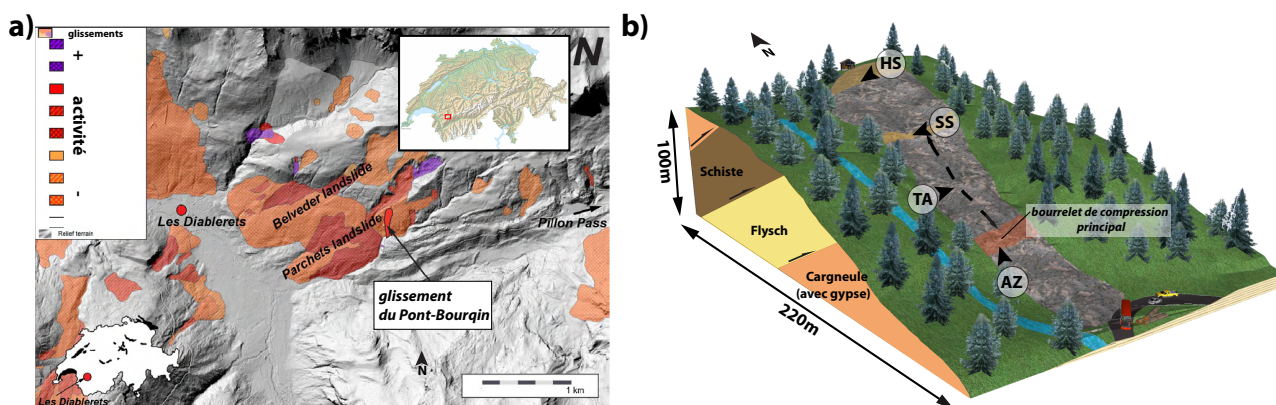 a)
glissements
+
activité
-
Relief terrain
N
Belveder landslide
Les Diablerets
Parchets landslide
Pillon Pass
glissement
du Pont-Bourqin
N
1 km
Les Diablerets
b)
N
HS
SS
100m
Schiste
TA
bourrelet de compression
principal
Flysch
AZ
Cargneule
(avec gypse)
220m